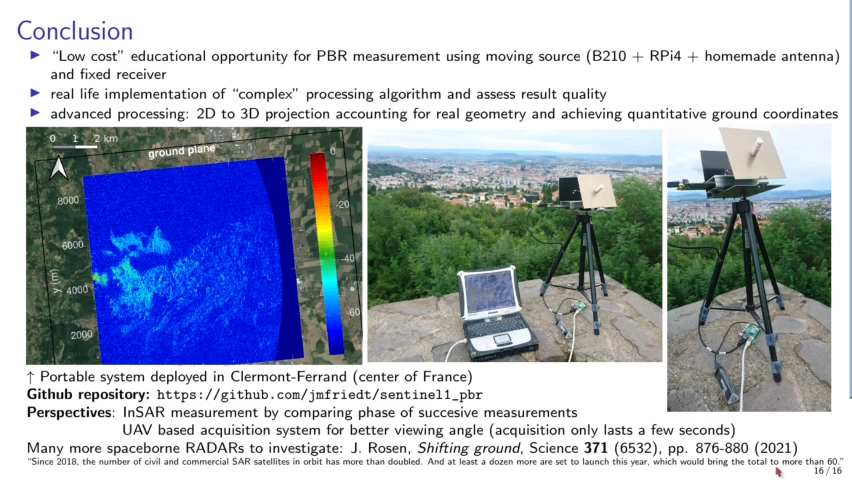 Conclusion
"Low cost" educational opportunity for PBR measurement using moving source (B210 + RPi4 + homemade antenna)
and fixed receiver
real life implementation of "complex" processing algorithm and assess result quality
advanced processing: 2D to 3D projection accounting for real geometry and achieving quantitative ground coordinates
0 1 2 km
ground plane
0
8000
-20
6000
-40
y (m)
4000
-60
2000
↑ Portable system deployed in Clermont-Ferrand (center of France)
Github repository: https://github.com/jmfriedt/sentinel1_pbr
Perspectives: InSAR measurement by comparing phase of succesive measurements
UAV based acquisition system for better viewing angle (acquisition only lasts a few seconds)
Many more spaceborne RADARs to investigate: J. Rosen, Shifting ground, Science 371 (6532), pp. 876-880 (2021)
"Since 2018, the number of civil and commercial SAR satellites in orbit has more than doubled. And at least a dozen more are set to launch this year, which would bring the total to more than 60."
16 / 16